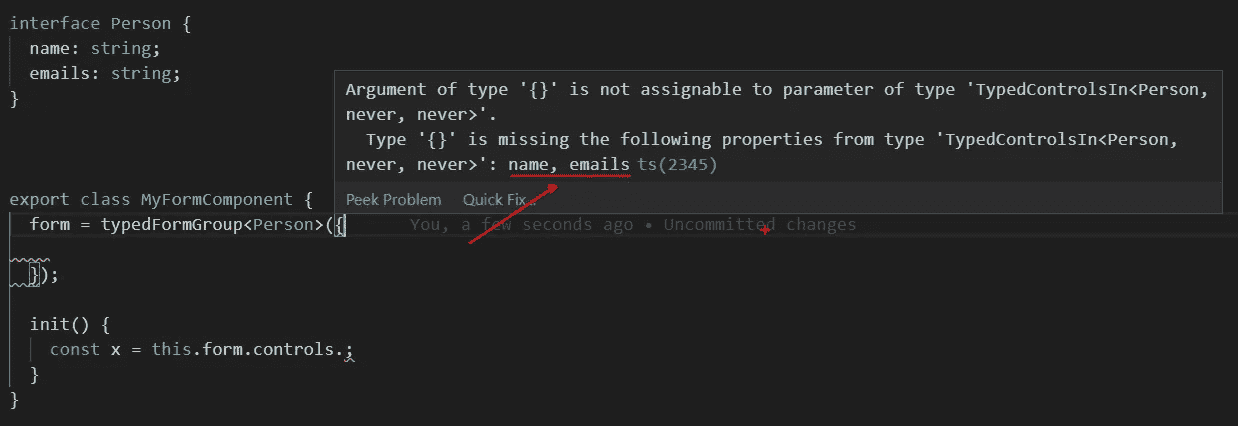 interface Person {
name: string;
emails: string;
}
Argument of type '{}' is not assignable to parameter of type 'TypedControlsIn<Person,
never, never>'.
Type '{}' is missing the following properties from type 'TypedControlsIn<Person,
never, never>': name, emails ts(2345)
Peek Problem Quick Fix...
export class MyFormComponent {
form = typedFormGroup<Person>({ You, a few seconds ago • Uncommitted changes
});
init() {
const x = this.form.controls.;
}
}